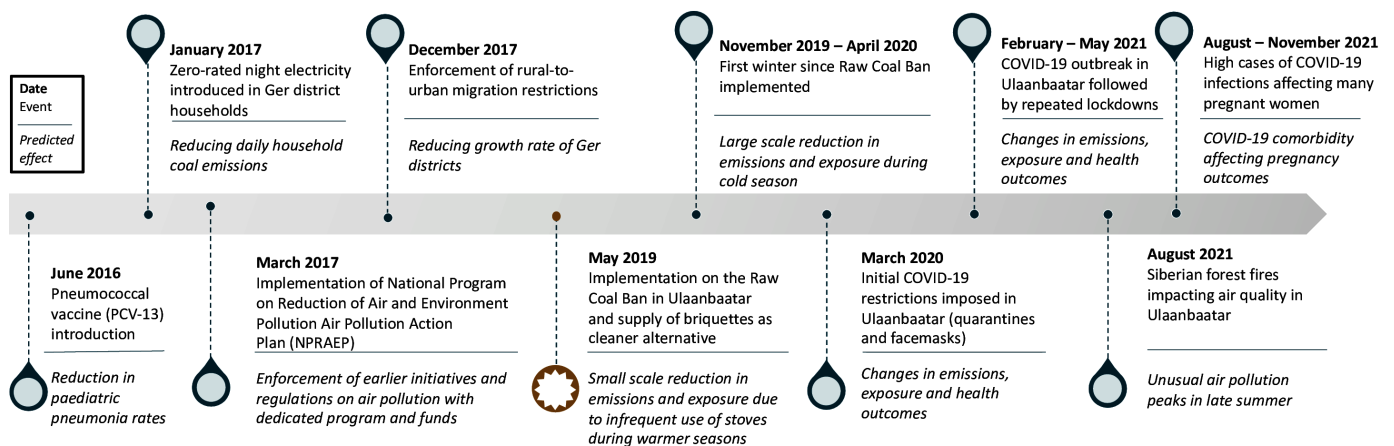 Date
Event
Predicted
effect
January 2017
Zero-rated night electricity
introduced in Ger district
households
Reducing daily household
coal emissions
December 2017
Enforcement of rural-to-
urban migration restrictions
Reducing growth rate of Ger
districts
November 2019 – April 2020
First winter since Raw Coal Ban
implemented
Large scale reduction in
emissions and exposure during
cold season
February – May 2021
COVID-19 outbreak in
Ulaanbaatar followed
by repeated lockdowns
Changes in emissions,
exposure and health
outcomes
August – November 2021
High cases of COVID-19
infections affecting many
pregnant women
COVID-19 comorbidity
affecting pregnancy
outcomes
June 2016
Pneumococcal
vaccine (PCV-13)
introduction
Reduction in
paediatric
pneumonia rates
March 2017
Implementation of National Program
on Reduction of Air and Environment
Pollution Air Pollution Action
Plan (NPRAEP)
Enforcement of earlier initiatives and
regulations on air pollution with
dedicated program and funds
May 2019
Implementation on the Raw
Coal Ban in Ulaanbaatar
and supply of briquettes as
cleaner alternative
Small scale reduction in
emissions and exposure due
to infrequent use of stoves
during warmer seasons
March 2020
Initial COVID-19
restrictions imposed in
Ulaanbaatar (quarantines
and facemasks)
Changes in emissions,
exposure and health
outcomes
August 2021
Siberian forest fires
impacting air quality in
Ulaanbaatar
Unusual air pollution
peaks in late summer